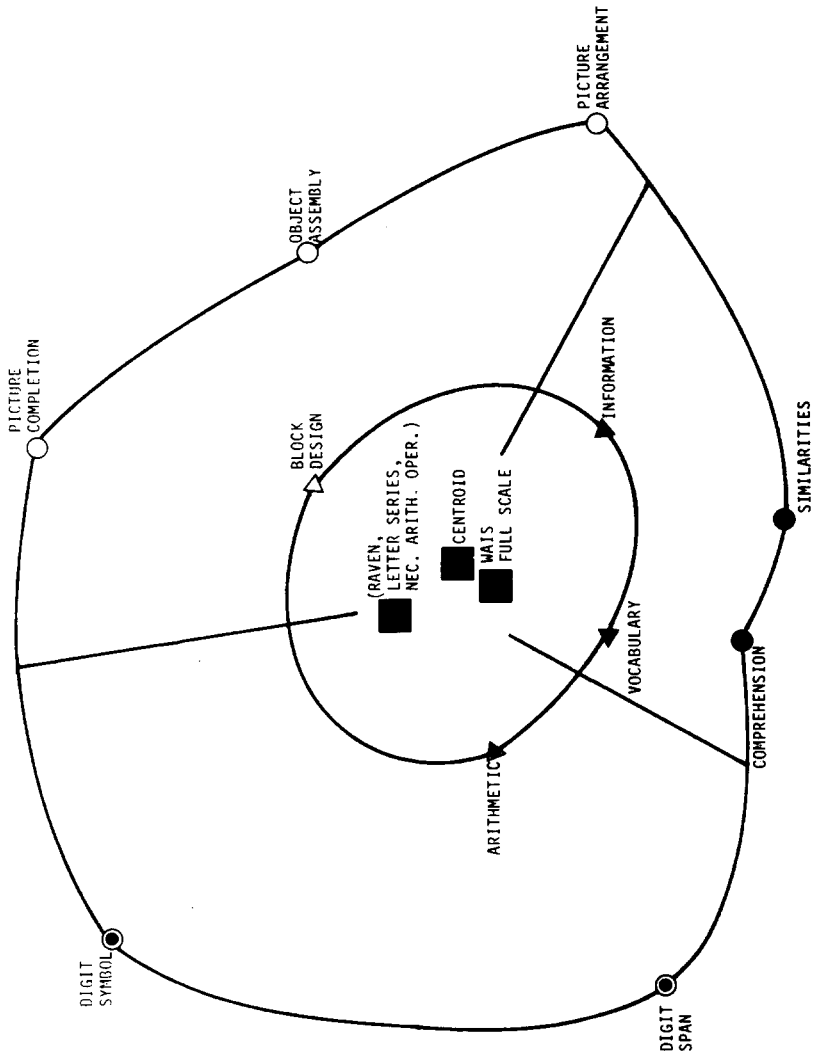 PICTURE
COMPLETION
DIGIT
SYMBOL
OBJECT
ASSEMBLY
BLOCK
DESIGN
(RAVEN,
LETTER SERIES,
NEC. ARITH. OPER.)
CENTROID
WAIS
FULL SCALE
ARITHMETIC
PICTURE
ARRANGEMENT
INFORMATION
VOCABULARY
DIGIT
SPAN
COMPREHENSION
SIMILARITIES